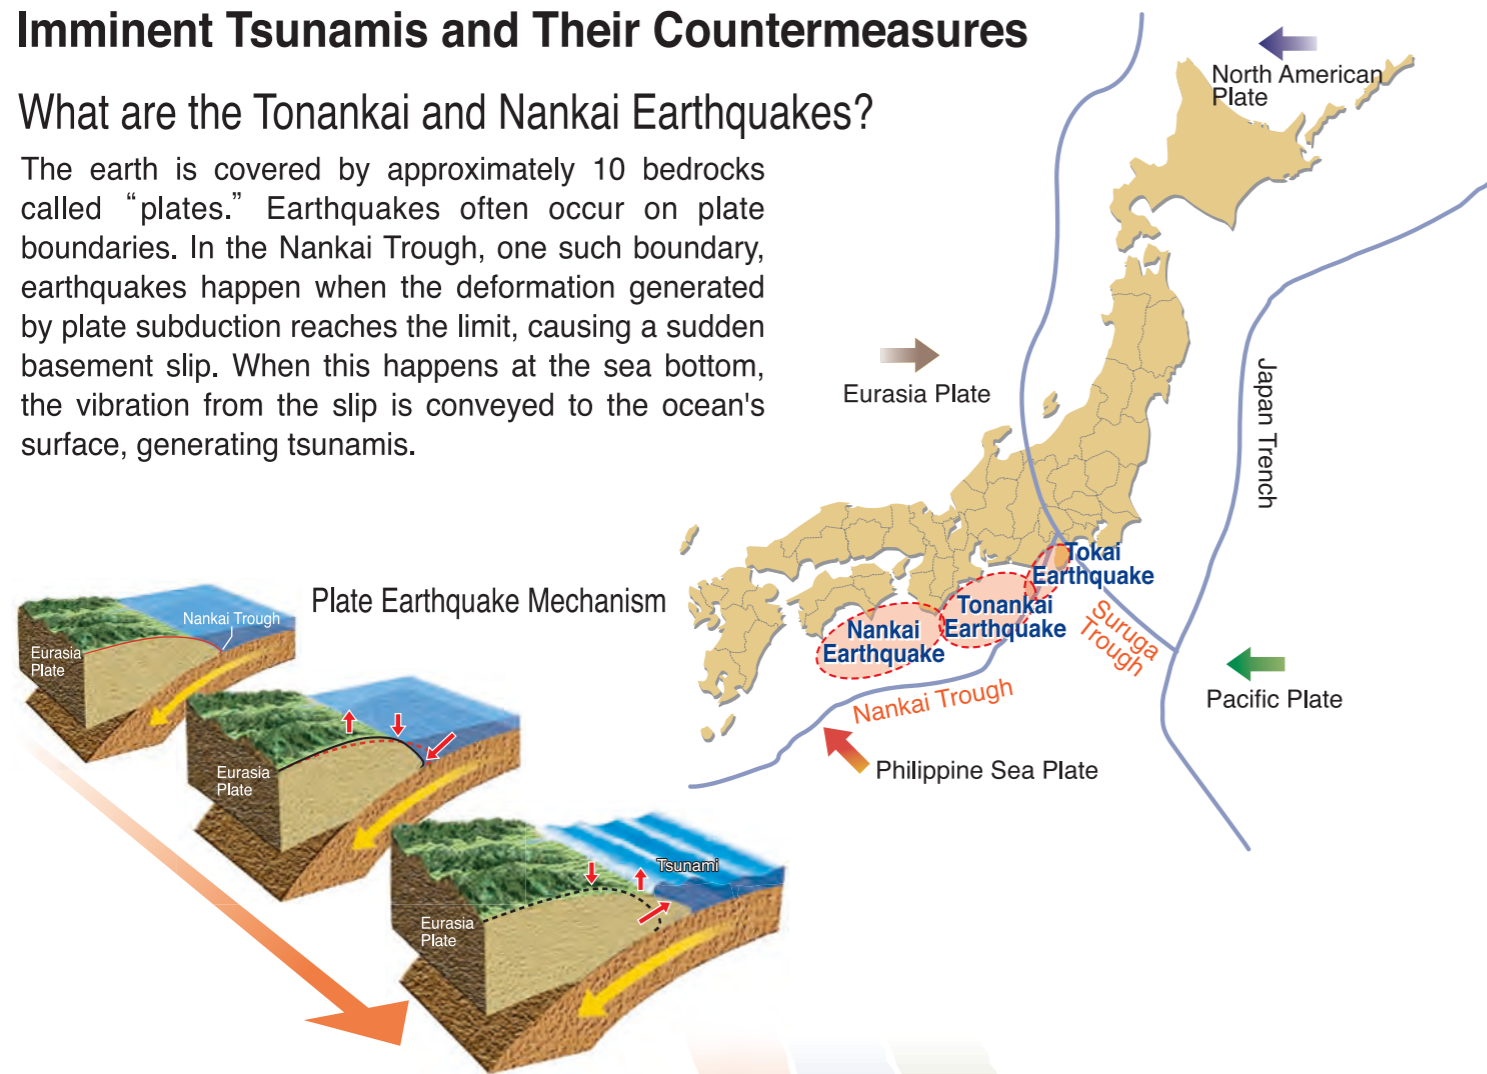 Imminent Tsunamis and Their Countermeasures
What are the Tonankai and Nankai Earthquakes?
The earth is covered by approximately 10 bedrocks
called “plates.” Earthquakes often occur on plate
boundaries. In the Nankai Trough, one such boundary,
earthquakes happen when the deformation generated
by plate subduction reaches the limit, causing a sudden
basement slip. When this happens at the sea bottom,
the vibration from the slip is conveyed to the ocean's
surface, generating tsunamis.
North American
Plate
Eurasia Plate
Japan Trench
Tokai
Earthquake
Tonankai
Earthquake
Nankai
Earthquake
Suruga
Trough
Nankai Trough
Pacific Plate
Philippine Sea Plate
Plate Earthquake Mechanism
Nankai Trough
Eurasia
Plate
Eurasia
Plate
Tsunami
Eurasia
Plate